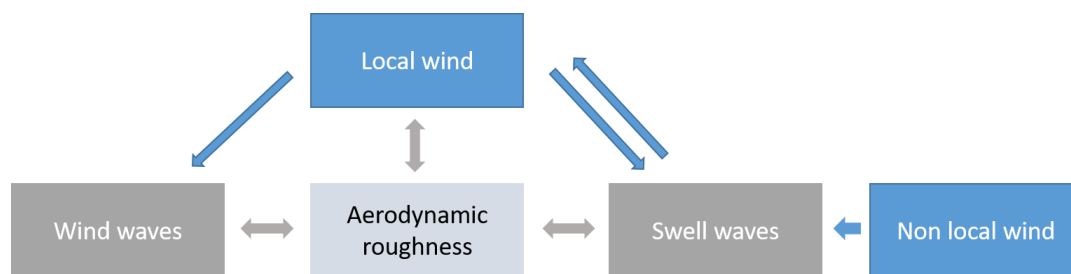 Local wind
Wind waves
Aerodynamic
roughness
Swell waves
Non local wind